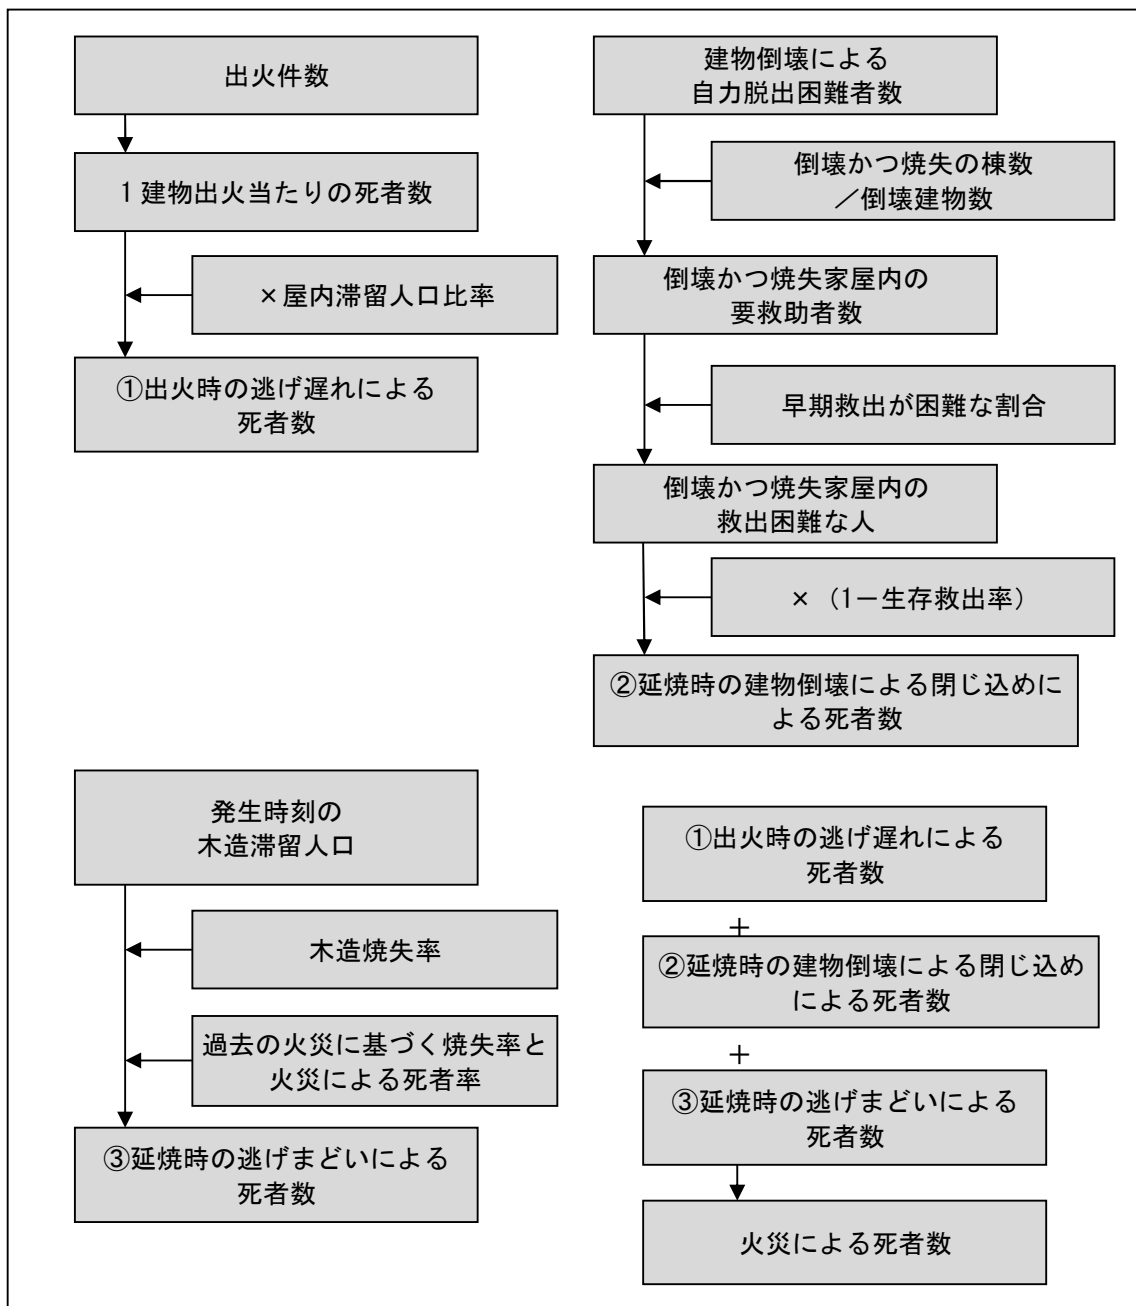 出火件数
1 建物出火当たりの死者数
×屋内滞留人口比率
①出火時の逃げ遅れによる
死者数
建物倒壊による
自力脱出困難者数
倒壊かつ焼失の棟数
／倒壊建物数
倒壊かつ焼失家屋内の
要救助者数
早期救出が困難な割合
倒壊かつ焼失家屋内の
救出困難な人
×（1－生存救出率）
②延焼時の建物倒壊による閉じ込めに
よる死者数
発生時刻の
木造滞留人口
木造焼失率
過去の火災に基づく焼失率と
火災による死者率
③延焼時の逃げまどいによる
死者数
①出火時の逃げ遅れによる
死者数
＋
②延焼時の建物倒壊による閉じ込め
による死者数
＋
③延焼時の逃げまどいによる
死者数
火災による死者数